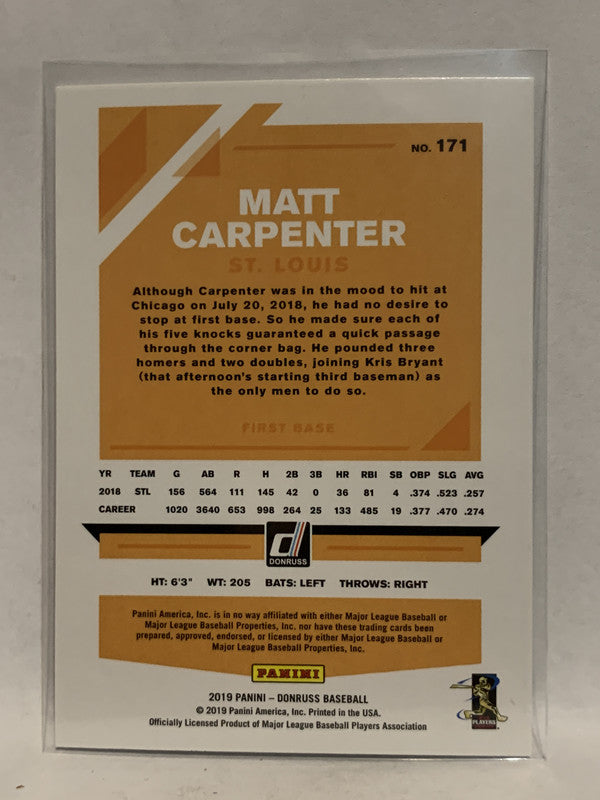 NO. 171
MATT
CARPENTER
ST. LOUIS
Although Carpenter was in the mood to hit at
Chicago on July 20, 2018, he had no desire to
stop at first base. So he made sure each of
his five knocks guaranteed a quick passage
through the corner bag. He pounded three
homers and two doubles, joining Kris Bryant
(that afternoon's starting third baseman) as
the only men to do so.
FIRST BASE
YR TEAM G AB R H 2B 3B HR RBI SB OBP SLG AVG
2018 STL 156 564 111 145 42 0 36 81 4 .374 .523 .257
CAREER 1020 3640 653 998 264 25 133 485 19 .377 .470 .274
d
DONRUSS
HT: 6'3" WT: 205 BATS: LEFT THROWS: RIGHT
Panini America, Inc. is in no way affiliated with either Major League Baseball or
Major League Baseball Properties, Inc. nor have these trading cards been
prepared, approved, endorsed, or licensed by either Major League Baseball or
Major League Baseball Properties, Inc.
PANINI
2019 PANINI – DONRUSS BASEBALL
© 2019 Panini America, Inc. Printed in the USA.
Officially Licensed Product of Major League Baseball Players Association
PLAYERS